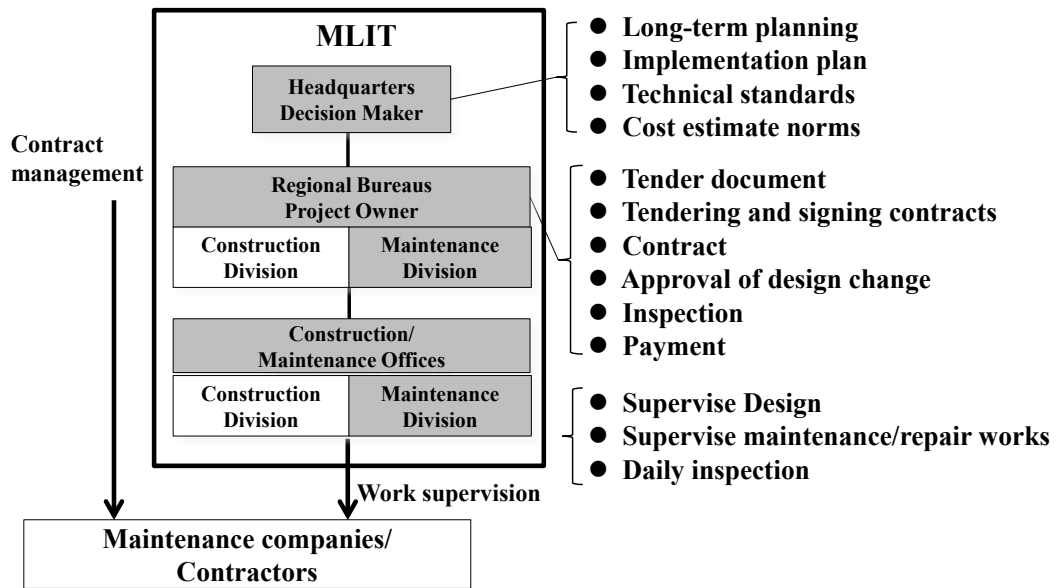 MLIT
Headquarters
Decision Maker
Contract
management
Regional Bureaus
Project Owner
Construction
Division
Maintenance
Division
Construction/
Maintenance Offices
Construction
Division
Maintenance
Division
Work supervision
Maintenance companies/
Contractors
● Long-term planning
● Implementation plan
● Technical standards
● Cost estimate norms
● Tender document
● Tendering and signing contracts
● Contract
● Approval of design change
● Inspection
● Payment
● Supervise Design
● Supervise maintenance/repair works
● Daily inspection